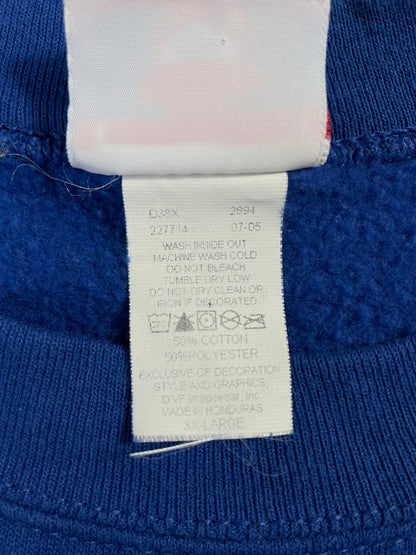 D38X 2894
227714 07-05
WASH INSIDE OUT
MACHINE WASH COLD
DO NOT BLEACH
TUMBLE DRY LOW
DO NOT DRY CLEAN OR
IRON IF DECORATED
50% COTTON
50%POLYESTER
EXCLUSIVE OF DECORATION
STYLE AND GRAPHICS,
© VF Imagewear, Inc
MADE IN HONDURAS
3X-LARGE